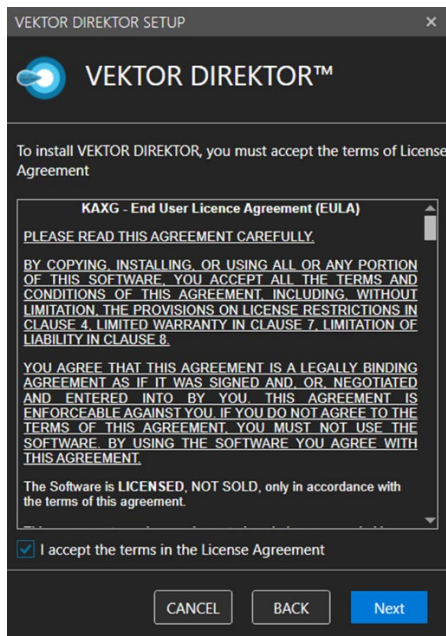 VEKTOR DIREKTOR SETUP
VEKTOR DIREKTOR™
To install VEKTOR DIREKTOR, you must accept the terms of License
Agreement
KAXG - End User Licence Agreement (EULA)
PLEASE READ THIS AGREEMENT CAREFULLY.
BY COPYING, INSTALLING, OR USING ALL OR ANY PORTION
OF THIS SOFTWARE, YOU ACCEPT ALL THE TERMS AND
CONDITIONS OF THIS AGREEMENT, INCLUDING, WITHOUT
LIMITATION, THE PROVISIONS ON LICENSE RESTRICTIONS IN
CLAUSE 4, LIMITED WARRANTY IN CLAUSE 7, LIMITATION OF
LIABILITY IN CLAUSE 8.
YOU AGREE THAT THIS AGREEMENT IS A LEGALLY BINDING
AGREEMENT AS IF IT WAS SIGNED AND, OR, NEGOTIATED
AND ENTERED INTO BY YOU. THIS AGREEMENT IS
ENFORCEABLE AGAINST YOU. IF YOU DO NOT AGREE TO THE
TERMS OF THIS AGREEMENT, YOU MUST NOT USE THE
SOFTWARE. BY USING THE SOFTWARE YOU AGREE WITH
THIS AGREEMENT.
The Software is LICENSED, NOT SOLD, only in accordance with
the terms of this agreement.
I accept the terms in the License Agreement
CANCEL
BACK
Next